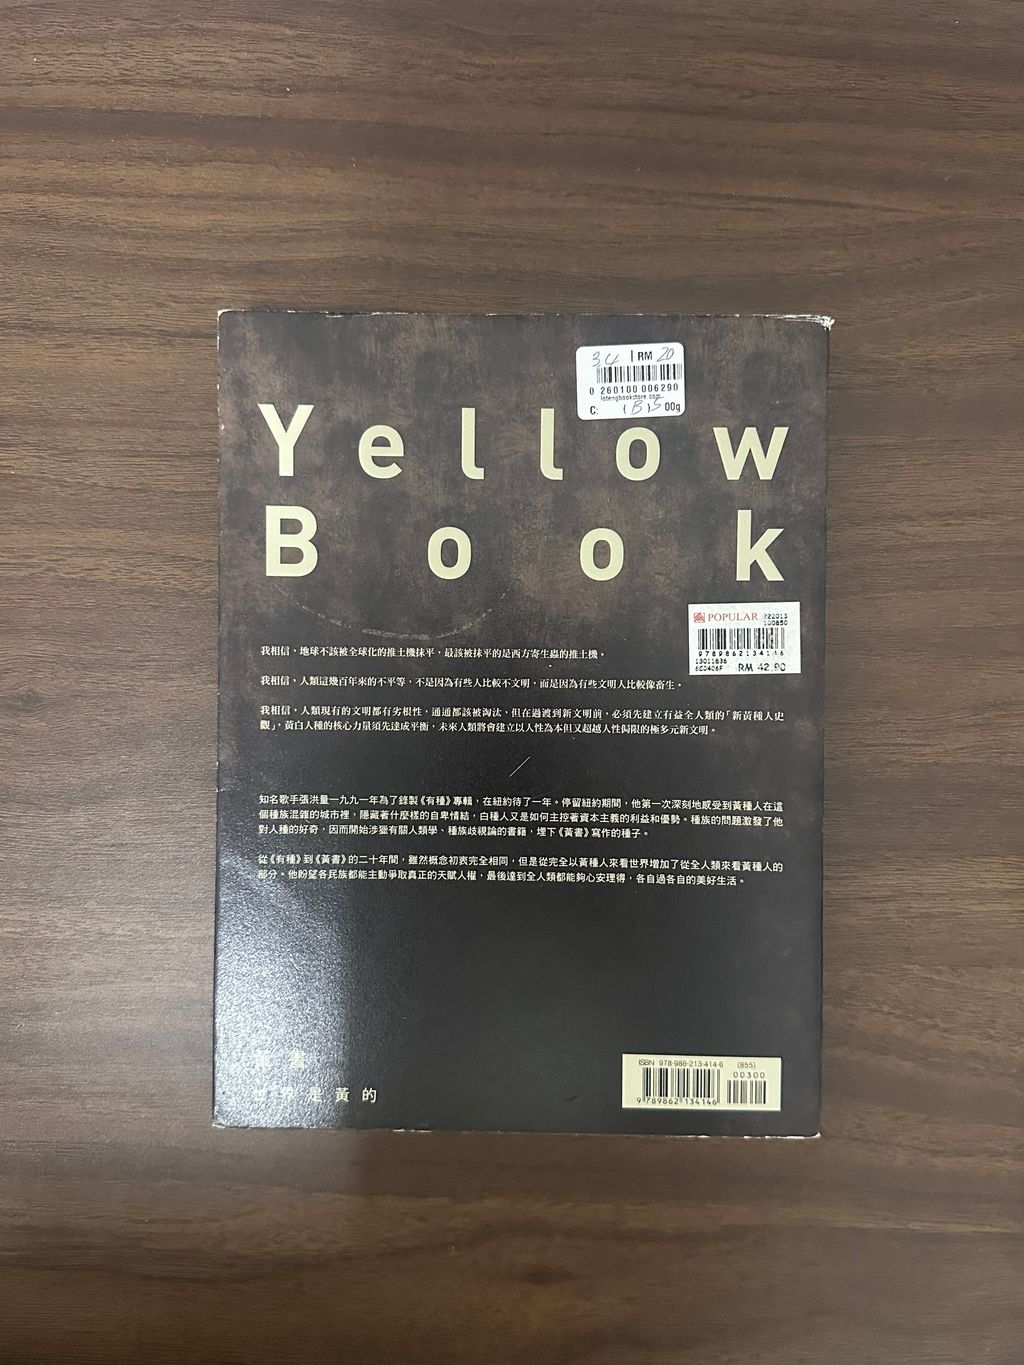 34 RM 20
0 260100 006290
latengbookstore.com
C: (B)S 00g
Yellow
Book
POPULAR 222013
100850
9789862134146
13011636
600406F RM 42.90
我相信，地球不該被全球化的推土機抹平，最該被抹平的是西方寄生蟲的推土機。
我相信，人類這幾百年來的不平等，不是因為有些人比較不文明，而是因為有些文明人比較像畜生。
我相信，人類現有的文明都有劣根性，通通都該被淘汰，但在過渡到新文明前，必須先建立有益全人類的「新黃種人史
觀」，黃白人種的核心力量須先達成平衡，未來人類將會建立以人性為本但又超越人性侷限的極多元新文明。
知名歌手張洪量一九九一年為了錄製《有種》專輯，在紐約待了一年。停留紐約期間，他第一次深刻地感受到黃種人在這
個種族混雜的城市裡，隱藏著什麼樣的自卑情結，白種人又是如何主控著資本主義的利益和優勢。種族的問題激發了他
對人種的好奇，因而開始涉獵有關人類學、種族歧視論的書籍，埋下《黃書》寫作的種子。
從《有種》到《黃書》的二十年間，雖然概念初衷完全相同，但是從完全以黃種人來看世界增加了從全人類來看黃種人的
部分。他盼望各民族都能主動爭取真正的天賦人權，最後達到全人類都能夠心安理得，各自過各自的美好生活。
黃書
世界是黃的
ISBN 978-986-213-414-6 (855)
00300
9789862134146